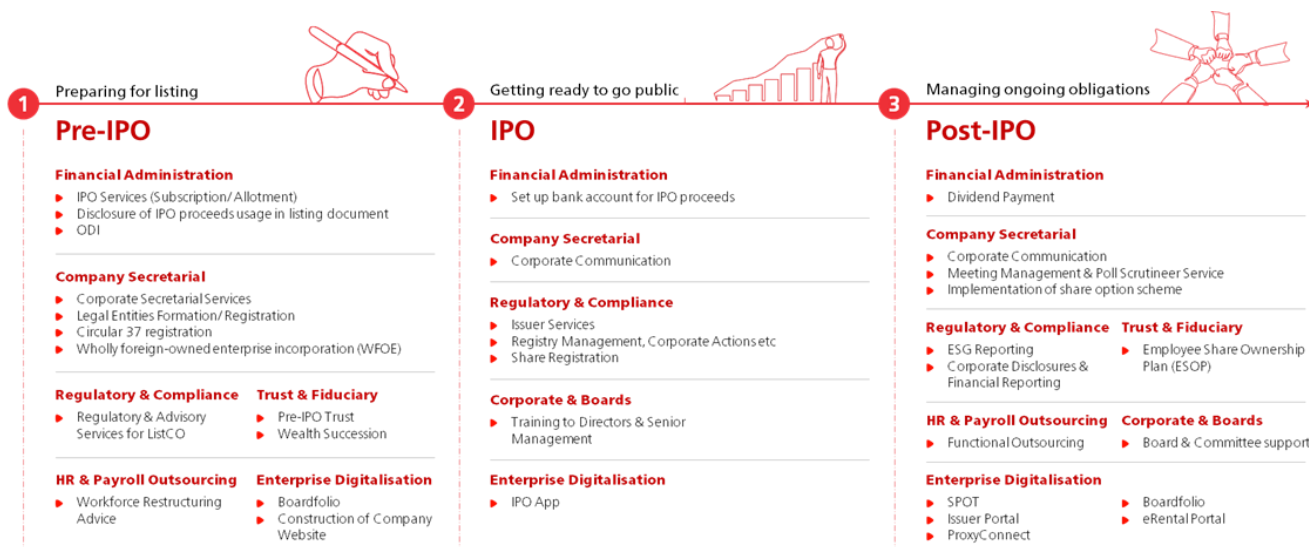 1
Preparing for listing
Pre-IPO
Financial Administration
IPO Services (Subscription/ Allotment)
Disclosure of IPO proceeds usage in listing document
ODI
Company Secretarial
Corporate Secretarial Services
Legal Entities Formation/ Registration
Circular 37 registration
Wholly foreign-owned enterprise incorporation (WFOE)
Regulatory & Compliance
Regulatory & Advisory
Services for ListCO
Trust & Fiduciary
Pre-IPO Trust
Wealth Succession
HR & Payroll Outsourcing
Workforce Restructuring
Advice
Enterprise Digitalisation
Boardfolio
Construction of Company
Website
2
Getting ready to go public
IPO
Financial Administration
Set up bank account for IPO proceeds
Company Secretarial
Corporate Communication
Regulatory & Compliance
Issuer Services
Registry Management, Corporate Actions etc
Share Registration
Corporate & Boards
Training to Directors & Senior
Management
Enterprise Digitalisation
IPO App
3
Managing ongoing obligations
Post-IPO
Financial Administration
Dividend Payment
Company Secretarial
Corporate Communication
Meeting Management & Poll Scrutineer Service
Implementation of share option scheme
Regulatory & Compliance
ESG Reporting
Corporate Disclosures &
Financial Reporting
Trust & Fiduciary
Employee Share Ownership
Plan (ESOP)
HR & Payroll Outsourcing
Functional Outsourcing
Corporate & Boards
Board & Committee support
Enterprise Digitalisation
SPOT
Issuer Portal
ProxyConnect
Boardfolio
eRental Portal